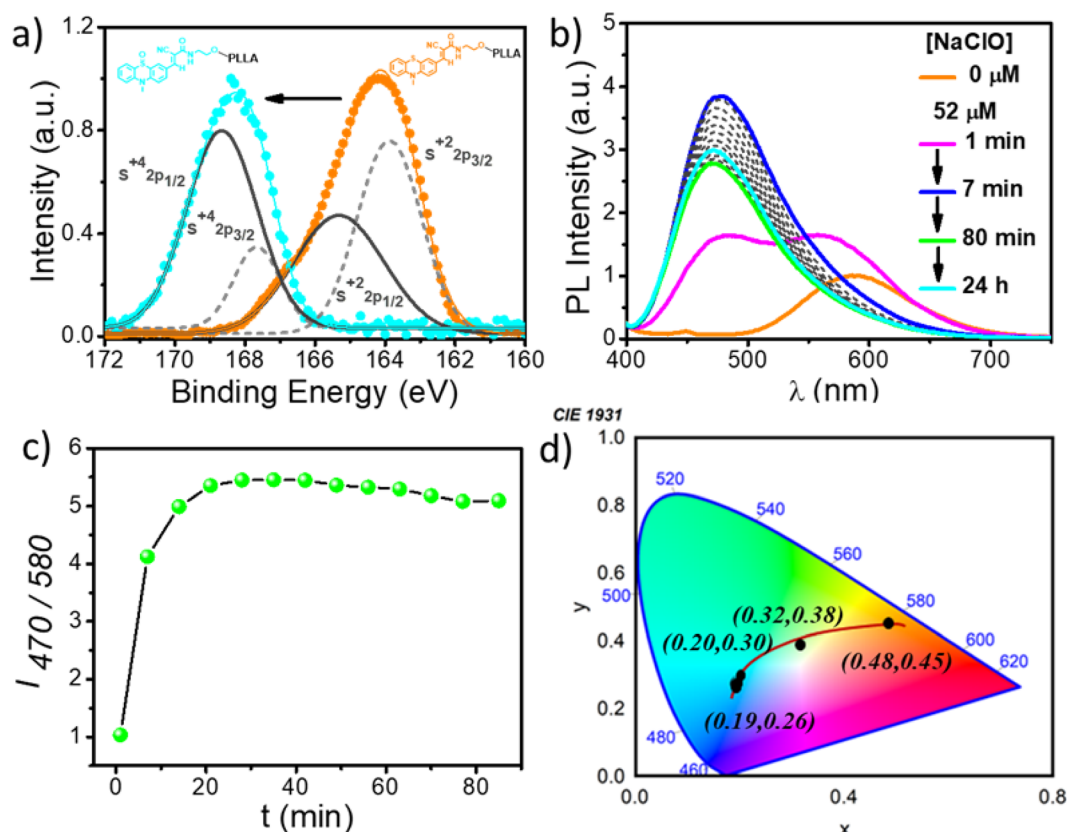 a)
Intensity (a.u.)
1.2
0.8
0.4
0.0
172 170 168 166 164 162 160
Binding Energy (eV)
NC
O
N
H
O
PLLA
S
O
N
H
NC
O
N
H
O
PLLA
S
N
H
S+4 2p1/2
S+4 2p3/2
S+2 2p3/2
S+2 2p1/2
b)
PL Intensity (a.u.)
5
4
3
2
1
0
400 500 600 700
λ (nm)
[NaClO]
0 μM
52 μM
1 min
7 min
80 min
24 h
c)
I 470 / 580
6
5
4
3
2
1
0 20 40 60 80
t (min)
CIE 1931
d)
y
1.0
0.8
0.6
0.4
0.2
0.0
0.0 0.4 0.8
x
520
540
560
580
600
620
500
480
460
(0.32,0.38)
(0.20,0.30)
(0.48,0.45)
(0.19,0.26)